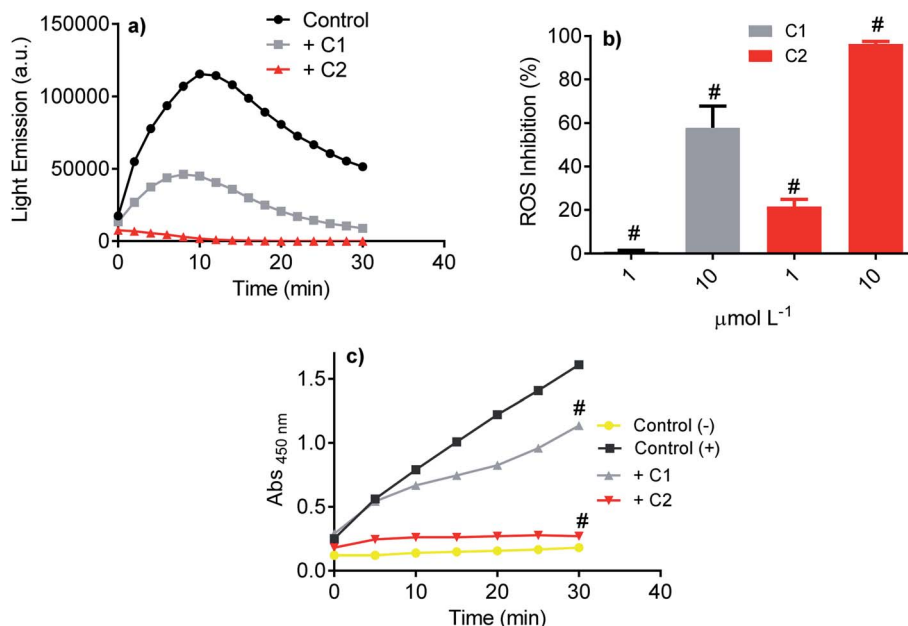 a)
Control
+ C1
+ C2
Light Emission (a.u.)
150000
100000
50000
0
0 10 20 30 40
Time (min)
b)
C1
C2
ROS Inhibition (%)
100
80
60
40
20
0
# # # #
1 10 1 10
μmol L-1
c)
Abs 450 nm
1.5
1.0
0.5
0.0
#
#
Control (-)
Control (+)
+ C1
+ C2
0 10 20 30 40
Time (min)